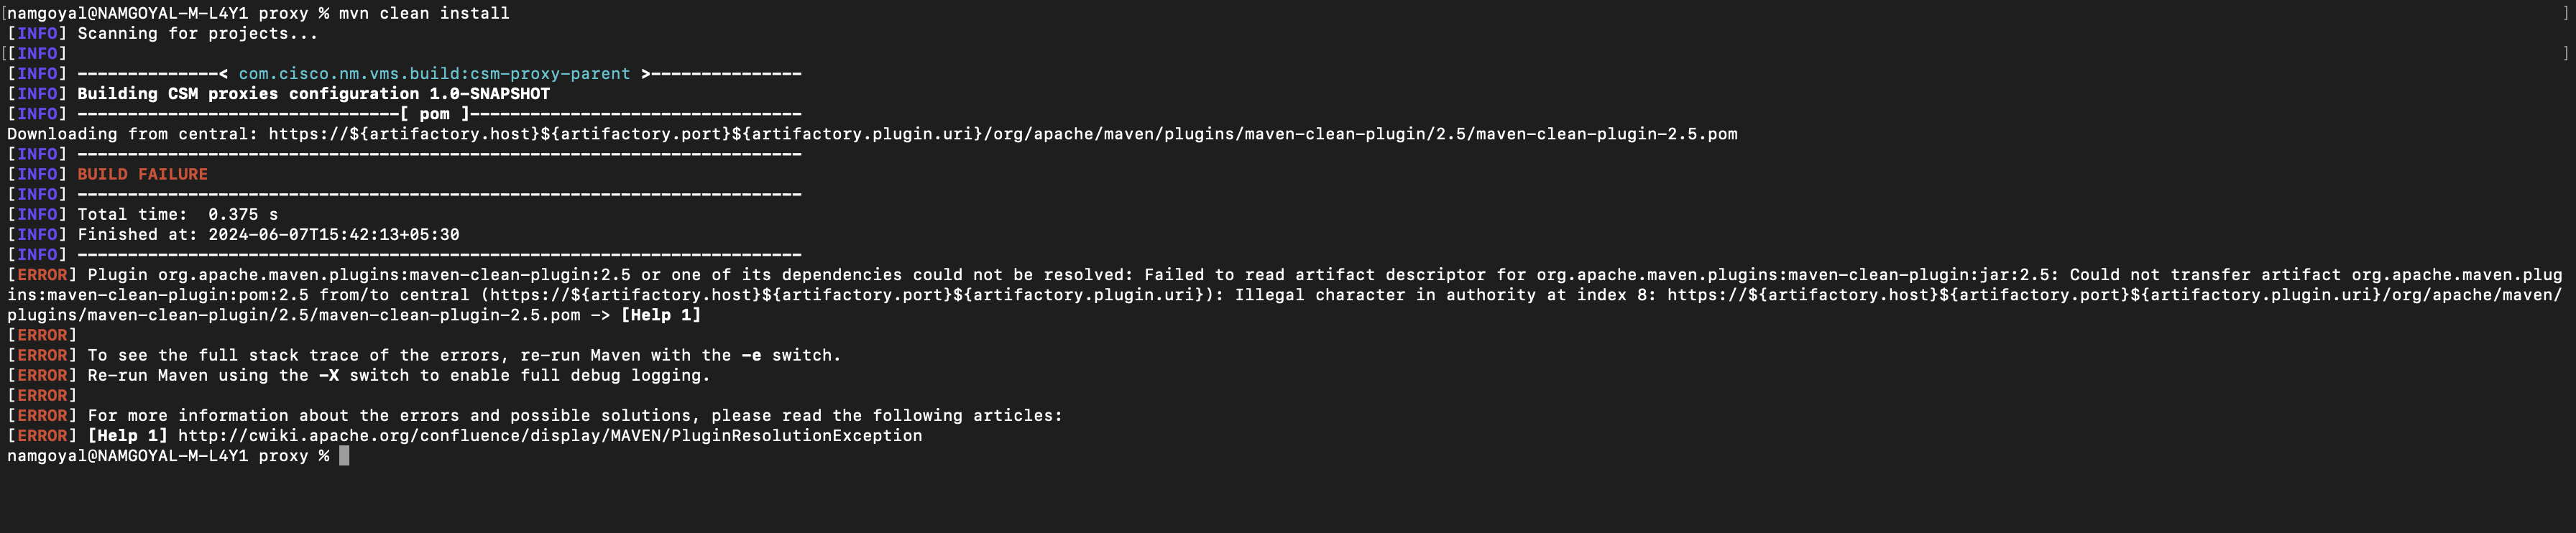 [namgoyal@NAMGOYAL-M-L4Y1 proxy % mvn clean install ]
[INFO] Scanning for projects...
[[INFO] ]
[INFO] --------------< com.cisco.nm.vms.build:csm-proxy-parent >---------------
[INFO] Building CSM proxies configuration 1.0-SNAPSHOT
[INFO] --------------------------------[ pom ]---------------------------------
Downloading from central: https://${artifactory.host}${artifactory.port}${artifactory.plugin.uri}/org/apache/maven/plugins/maven-clean-plugin/2.5/maven-clean-plugin-2.5.pom
[INFO] ------------------------------------------------------------------------
[INFO] BUILD FAILURE
[INFO] ------------------------------------------------------------------------
[INFO] Total time:  0.375 s
[INFO] Finished at: 2024-06-07T15:42:13+05:30
[INFO] ------------------------------------------------------------------------
[ERROR] Plugin org.apache.maven.plugins:maven-clean-plugin:2.5 or one of its dependencies could not be resolved: Failed to read artifact descriptor for org.apache.maven.plugins:maven-clean-plugin:jar:2.5: Could not transfer artifact org.apache.maven.plug
ins:maven-clean-plugin:pom:2.5 from/to central (https://${artifactory.host}${artifactory.port}${artifactory.plugin.uri}): Illegal character in authority at index 8: https://${artifactory.host}${artifactory.port}${artifactory.plugin.uri}/org/apache/maven/
plugins/maven-clean-plugin/2.5/maven-clean-plugin-2.5.pom -> [Help 1]
[ERROR]
[ERROR] To see the full stack trace of the errors, re-run Maven with the -e switch.
[ERROR] Re-run Maven using the -X switch to enable full debug logging.
[ERROR]
[ERROR] For more information about the errors and possible solutions, please read the following articles:
[ERROR] [Help 1] http://cwiki.apache.org/confluence/display/MAVEN/PluginResolutionException
namgoyal@NAMGOYAL-M-L4Y1 proxy %